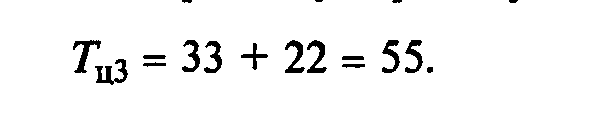 Tц3 = 33 + 22 = 55.